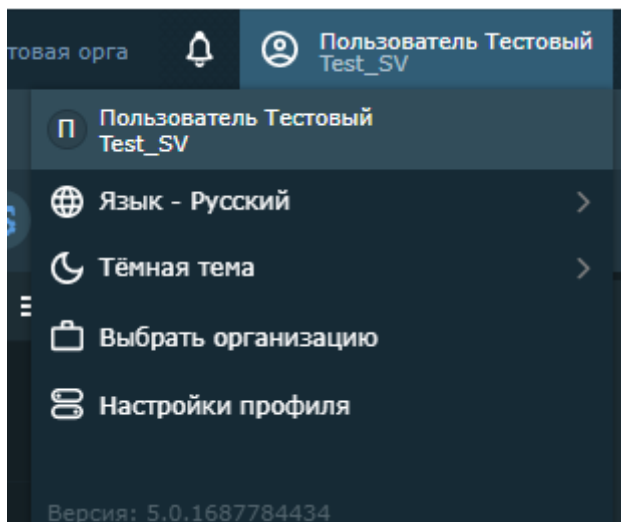 товая орга
Пользователь Тестовый
Test_SV
П
Пользователь Тестовый
Test_SV
Язык - Русский
Тёмная тема
Выбрать организацию
Настройки профиля
Версия: 5.0.1687784434